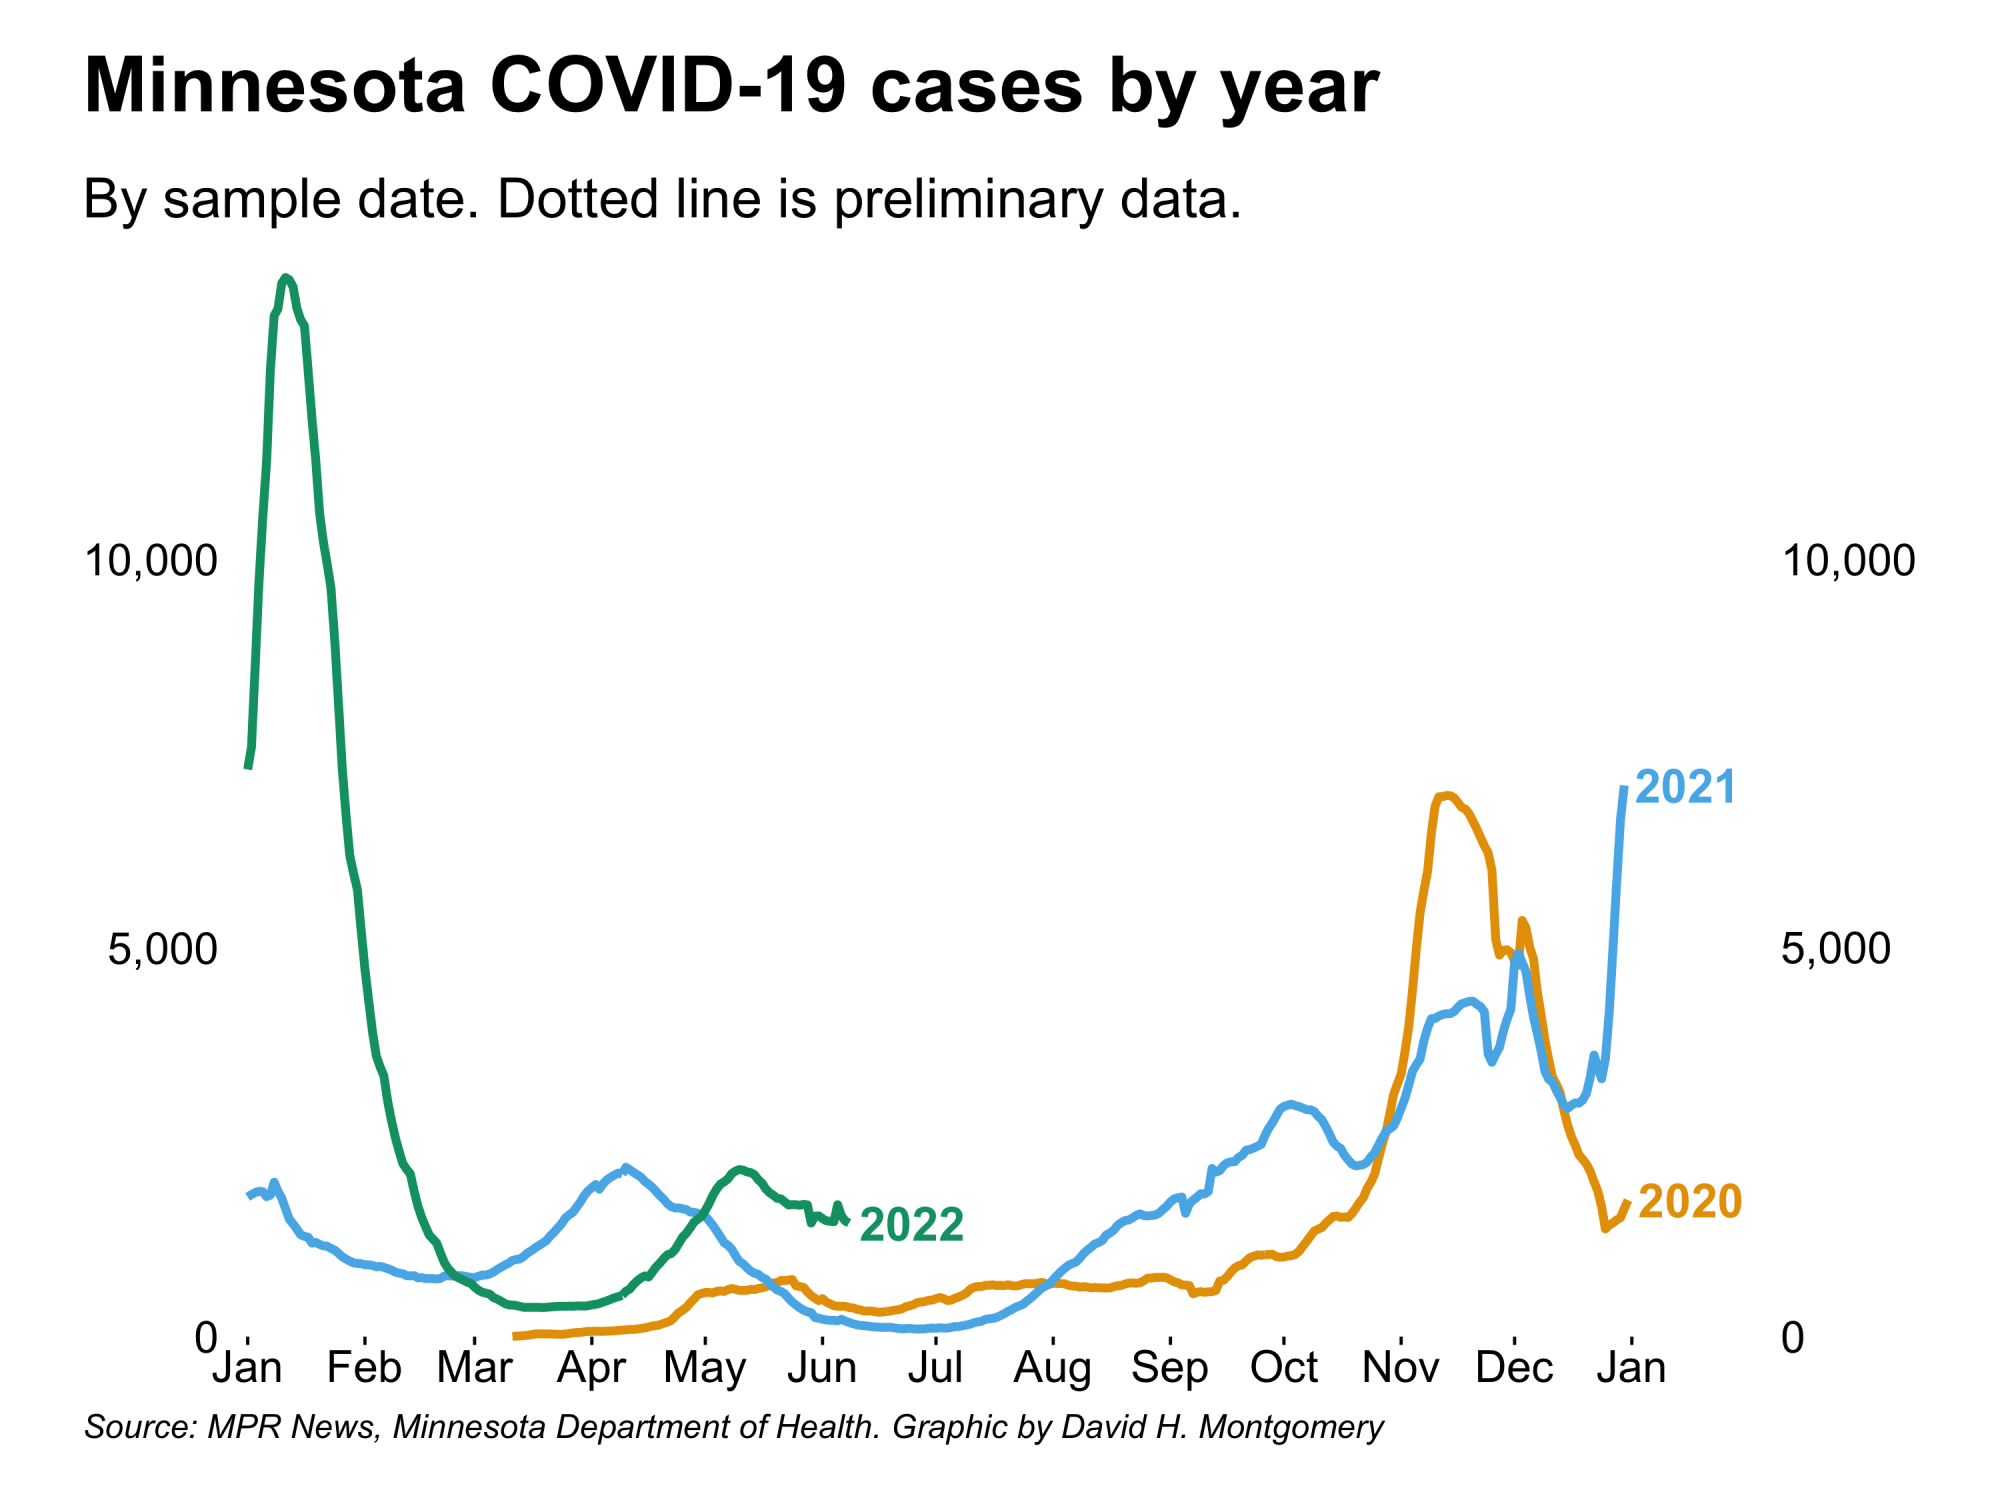 Minnesota COVID-19 cases by year
By sample date. Dotted line is preliminary data.
10,000 10,000
2021
5,000 5,000
2020
2022
0 0
Jan Feb Mar Apr May Jun Jul Aug Sep Oct Nov Dec Jan
Source: MPR News, Minnesota Department of Health. Graphic by David H. Montgomery